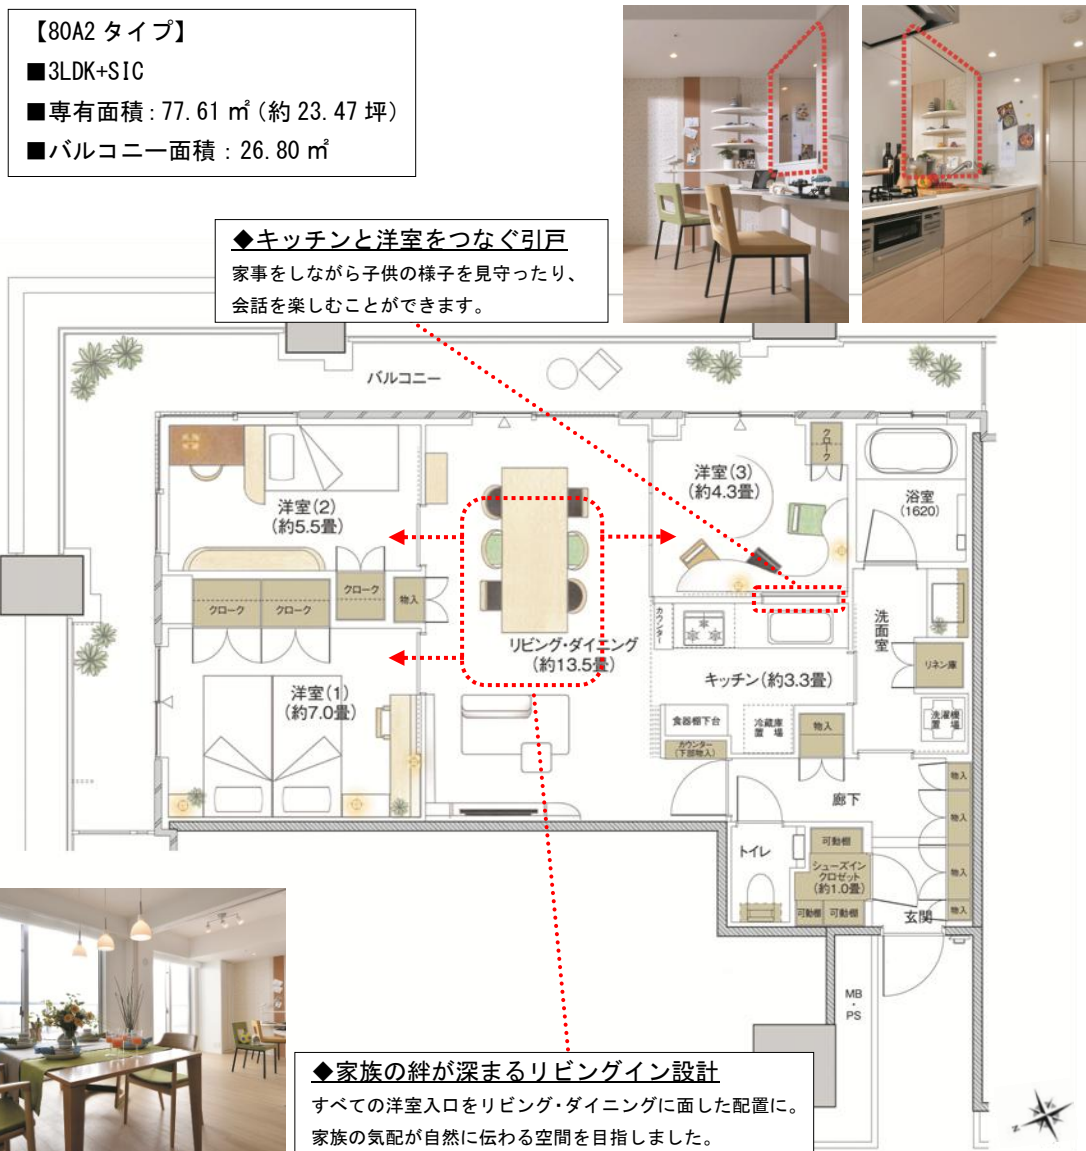 【80A2 タイプ】
■3LDK+SIC
■専有面積：77.61 ㎡（約 23.47 坪）
■バルコニー面積：26.80 ㎡
◆キッチンと洋室をつなぐ引戸
家事をしながら子供の様子を見守ったり、
会話を楽しむことができます。
バルコニー
洋室(2)
(約5.5畳)
洋室(3)
(約4.3畳)
クローク
浴室
(1620)
クローク
クローク
クローク
物入
リビング・ダイニング
(約13.5畳)
カウンター
キッチン(約3.3畳)
洗面室
リネン庫
洋室(1)
(約7.0畳)
食器棚下台
カウンター
(下部物入)
冷蔵庫
置場
物入
洗濯機
置場
廊下
物入
物入
物入
物入
トイレ
可動棚
シューズイン
クロゼット
(約1.0畳)
可動棚
可動棚
玄関
MB・PS
◆家族の絆が深まるリビングイン設計
すべての洋室入口をリビング・ダイニングに面した配置に。
家族の気配が自然に伝わる空間を目指しました。
N